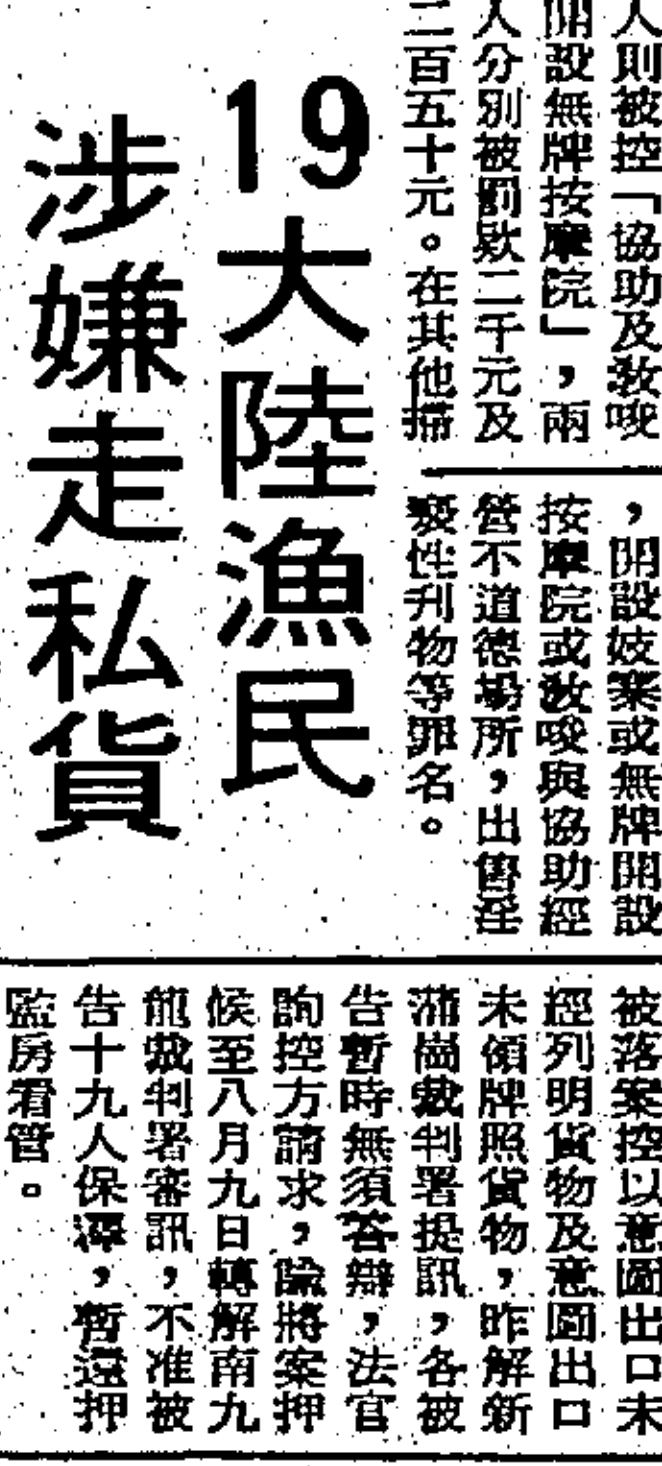 人則被控「協助及教唆
開設無牌按摩院」，兩
人分別被罰欵二千元及
二百五十元。在其他掃
19大陸漁民
涉嫌走私貨
，開設妓寨或無牌開設
按摩院或教唆與協助經
營不道德場所，出售淫
褻性刋物等罪名。
被落案控以意圖出口未
經列明貨物及意圖出口
未領牌照貨物，昨解新
蒲崗裁判署提訊，各被
告暫時無須答辯，法官
詢控方請求，諭將案押
候至八月九日轉解南九
龍裁判署審訊，不准被
告十九人保釋，暫還押
監房看管。